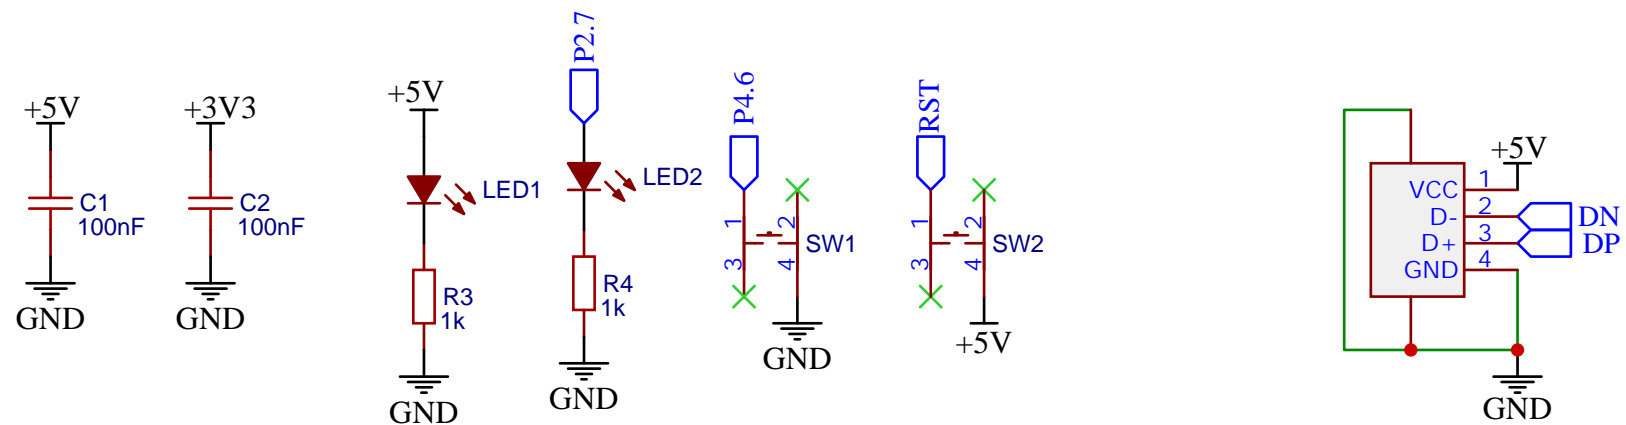 +5V
C1
100nF
GND
+3V3
C2
100nF
GND
+5V
LED1
R3
1k
GND
P2.7
LED2
R4
1k
GND
P4.6
1
2
3
4
SW1
GND
RST
1
2
3
4
SW2
+5V
+5V
VCC 1
D- 2 DN
D+ 3 DP
GND 4
GND